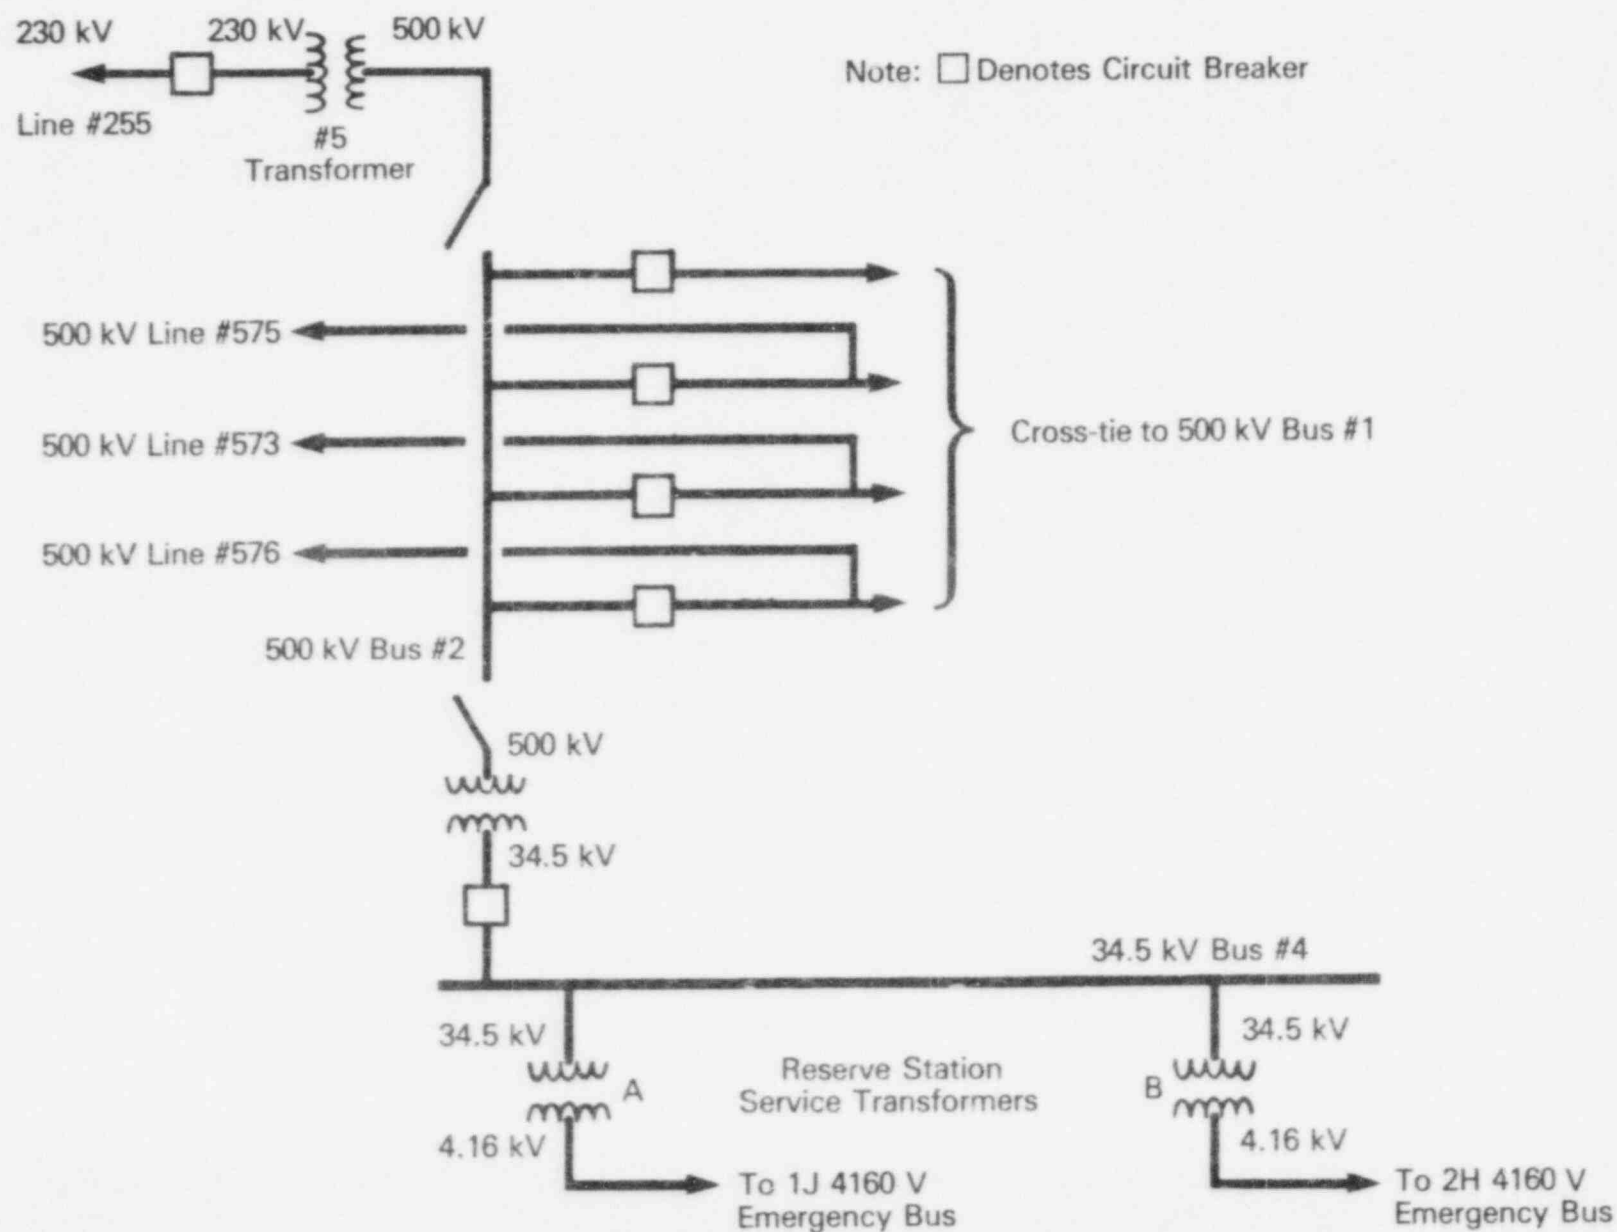 230 kV
230 kV
500 kV
Note: Denotes Circuit Breaker
Line #255
#5
Transformer
500 kV Line #575
500 kV Line #573
Cross-tie to 500 kV Bus #1
500 kV Line #576
500 kV Bus #2
500 kV
34.5 kV
34.5 kV Bus #4
34.5 kV
A
4.16 kV
Reserve Station
Service Transformers
34.5 kV
B
4.16 kV
To 1J 4160 V
Emergency Bus
To 2H 4160 V
Emergency Bus